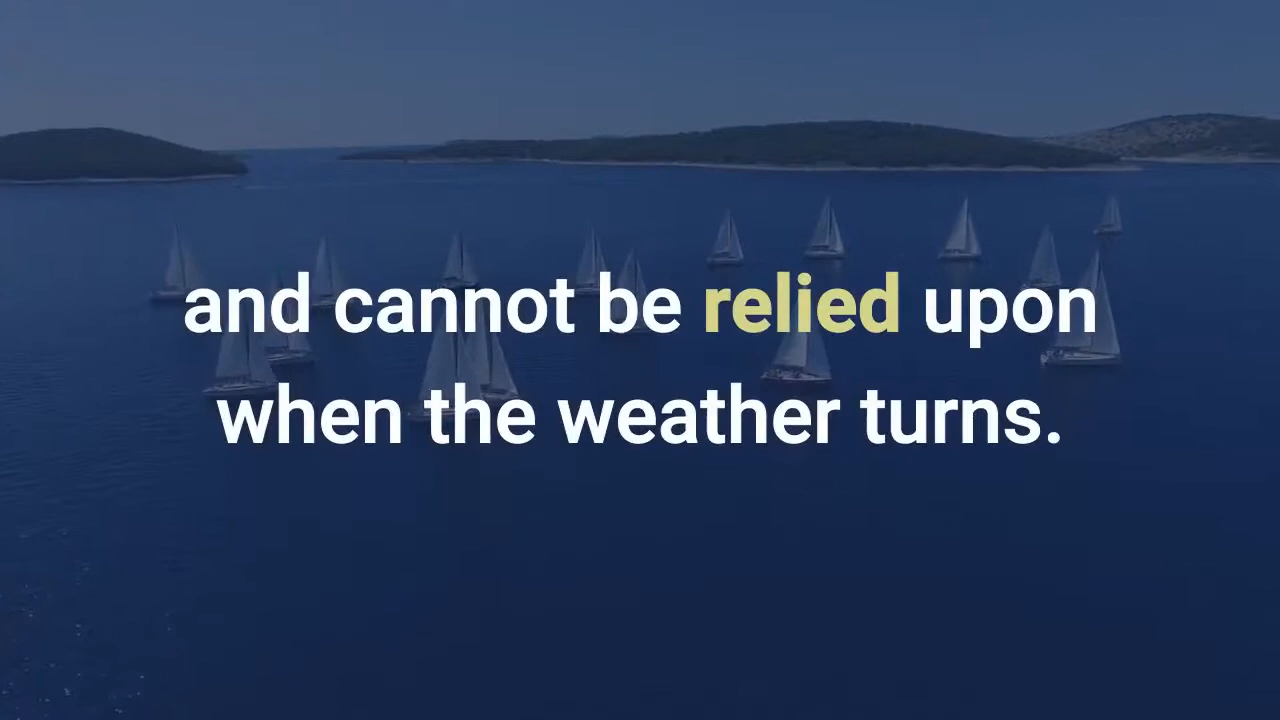 and cannot be relied upon
when the weather turns.